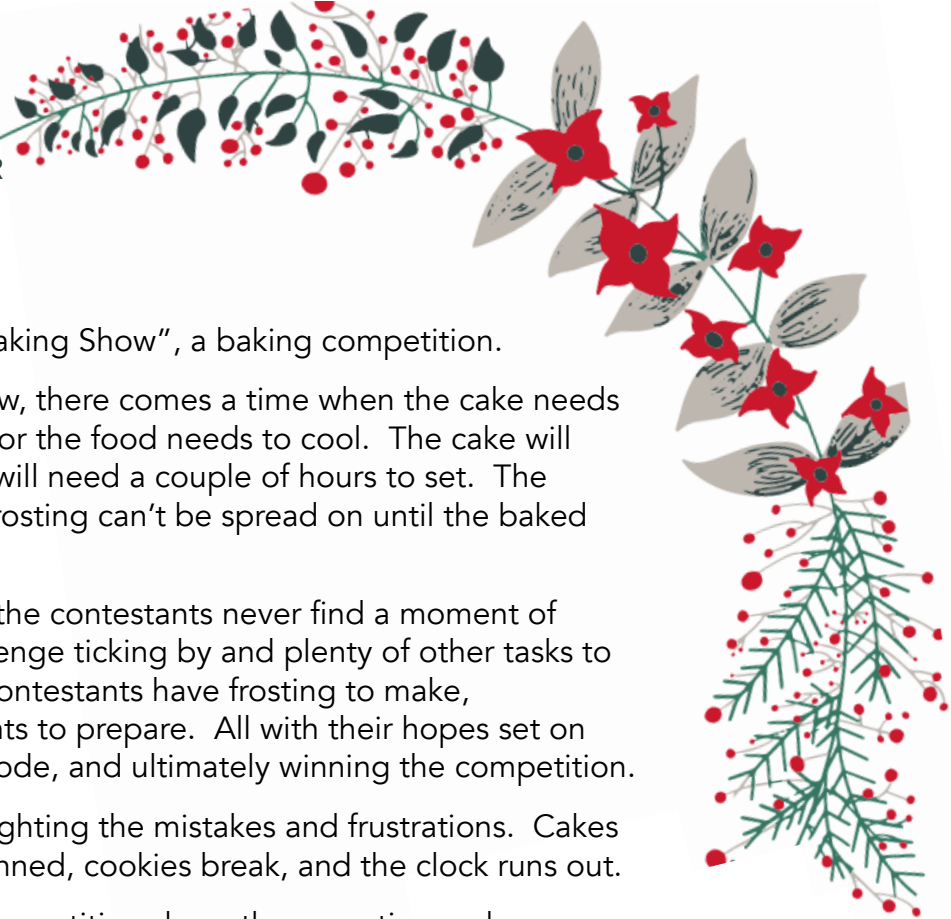 aking Show”, a baking competition.
w, there comes a time when the cake needs
or the food needs to cool.  The cake will
will need a couple of hours to set.  The
rosting can’t be spread on until the baked
the contestants never find a moment of
enge ticking by and plenty of other tasks to
ontestants have frosting to make,
nts to prepare.  All with their hopes set on
ode, and ultimately winning the competition.
ghting the mistakes and frustrations.  Cakes
nned, cookies break, and the clock runs out.